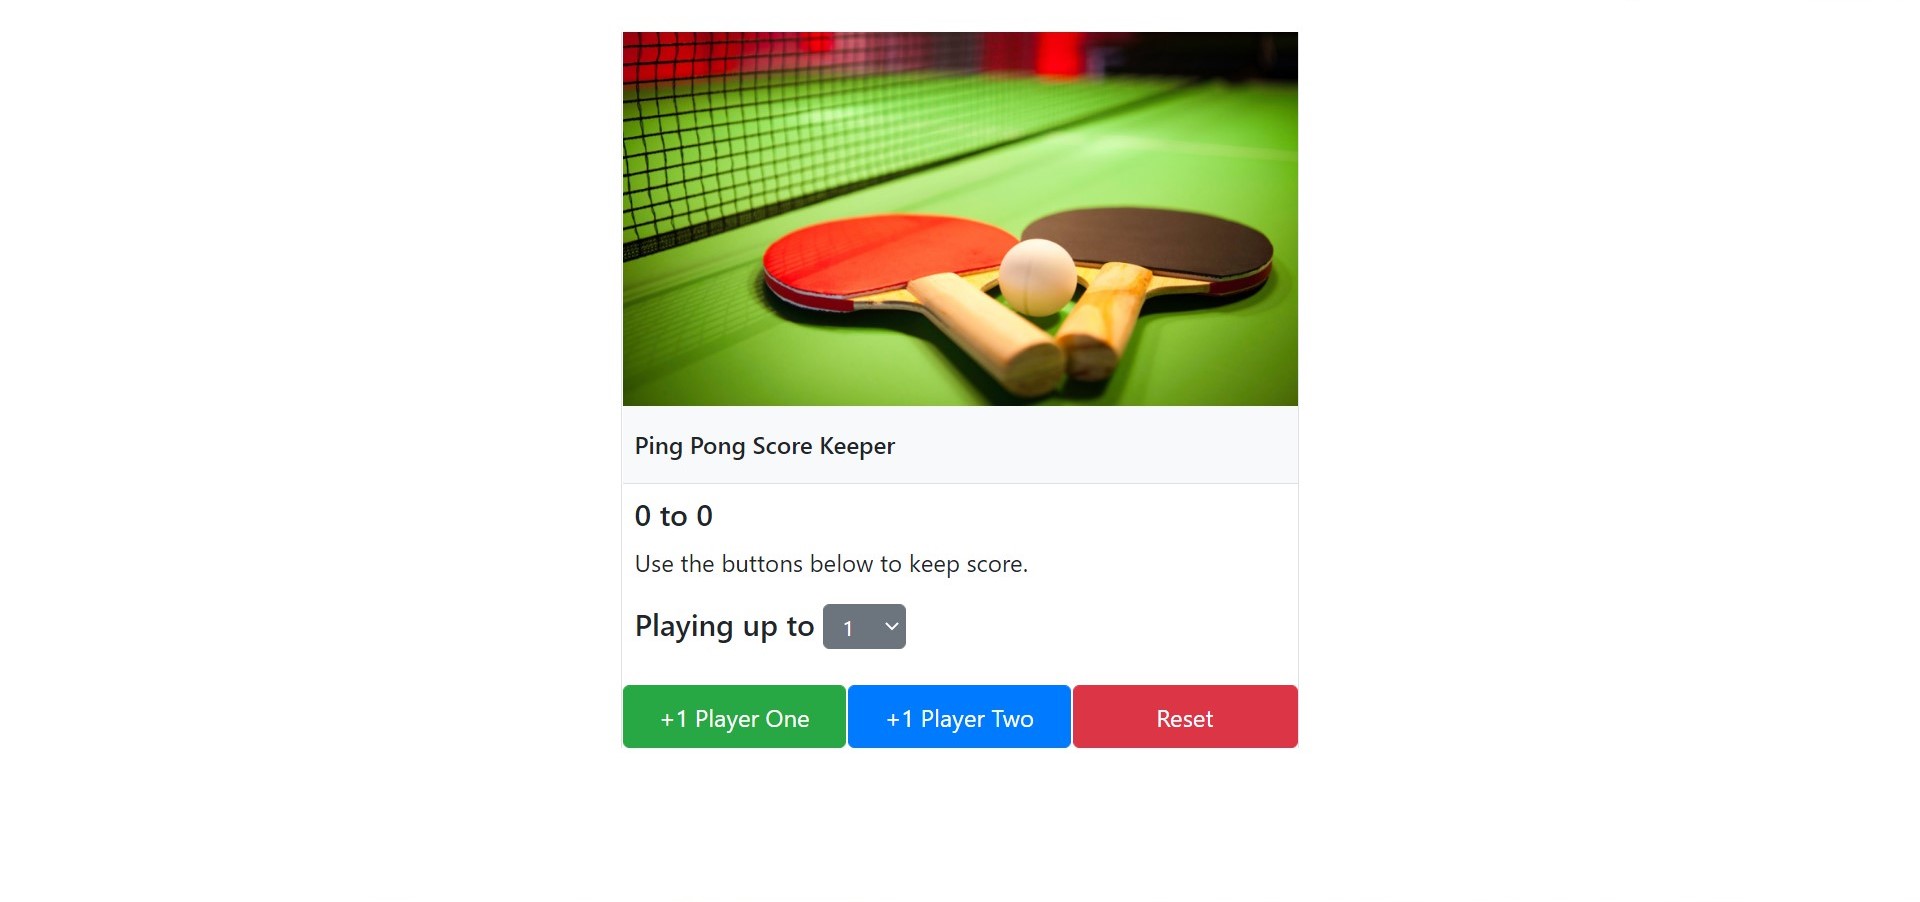 Ping Pong Score Keeper
0 to 0
Use the buttons below to keep score.
Playing up to 1
+1 Player One +1 Player Two Reset